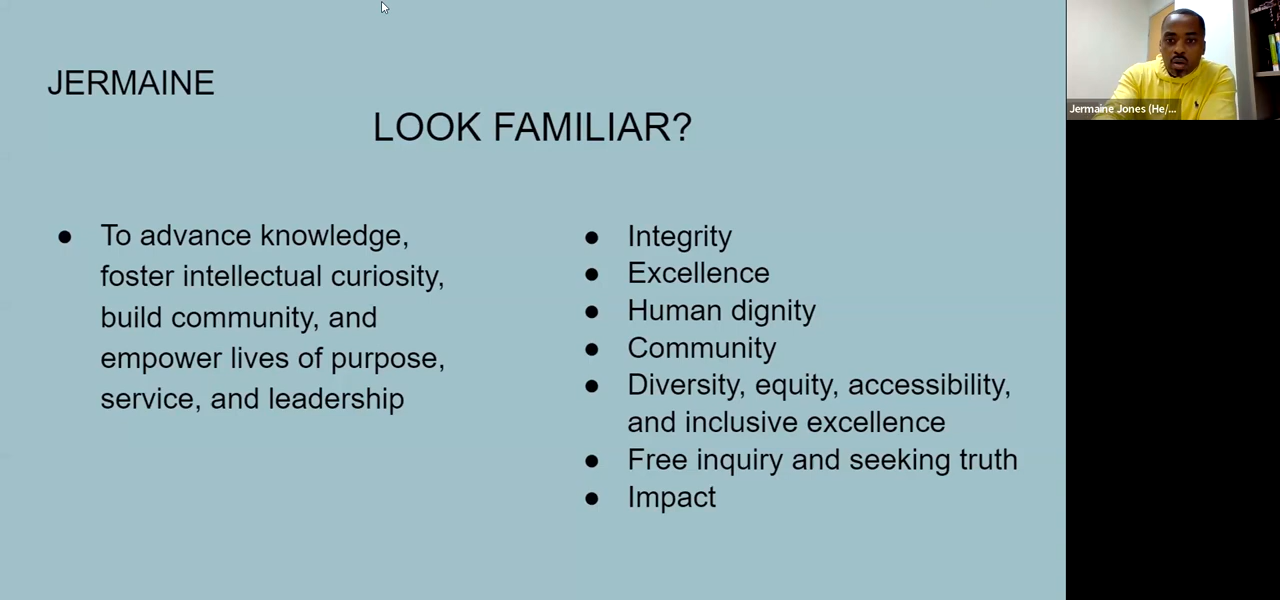 JERMAINE
LOOK FAMILIAR?
● To advance knowledge,
foster intellectual curiosity,
build community, and
empower lives of purpose,
service, and leadership
● Integrity
● Excellence
● Human dignity
● Community
● Diversity, equity, accessibility,
and inclusive excellence
● Free inquiry and seeking truth
● Impact
Jermaine Jones (He/...